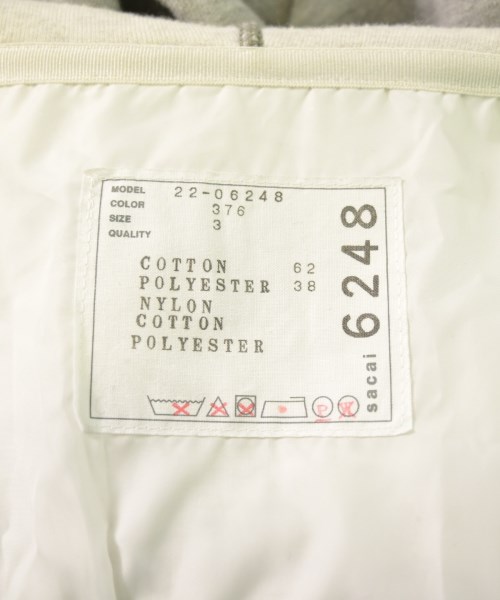 MODEL 22-06248
COLOR 376
SIZE 3
QUALITY
COTTON 62
POLYESTER 38
NYLON
COTTON
POLYESTER
P W
sacai 6248